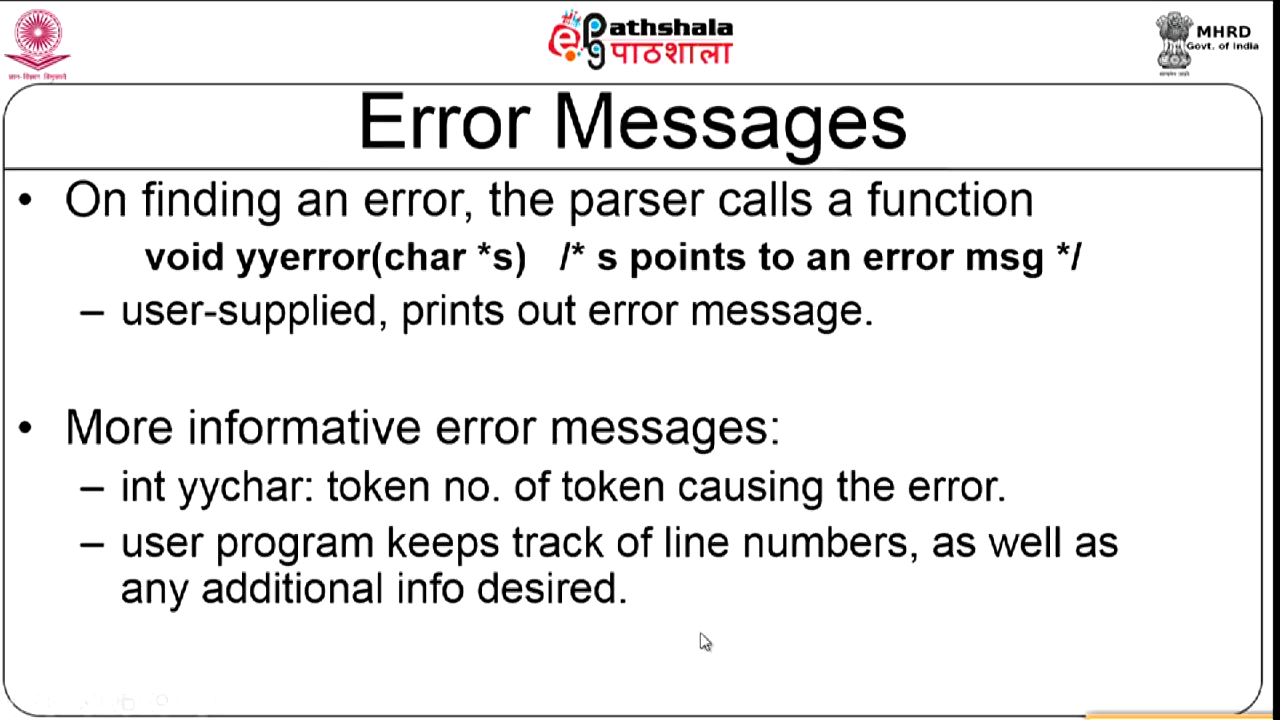 ePathshala
पाठशाला
MHRD
Govt. of India
ज्ञान-विज्ञान विमुक्तये
Error Messages
• On finding an error, the parser calls a function
void yyerror(char *s) /* s points to an error msg */
– user-supplied, prints out error message.
• More informative error messages:
– int yychar: token no. of token causing the error.
– user program keeps track of line numbers, as well as
any additional info desired.